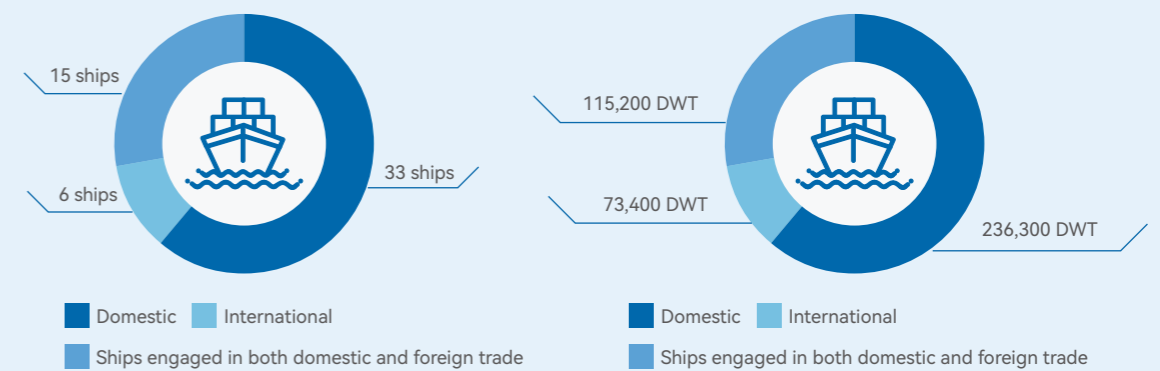 15 ships
6 ships
33 ships
Domestic
International
Ships engaged in both domestic and foreign trade
115,200 DWT
73,400 DWT
236,300 DWT
Domestic
International
Ships engaged in both domestic and foreign trade